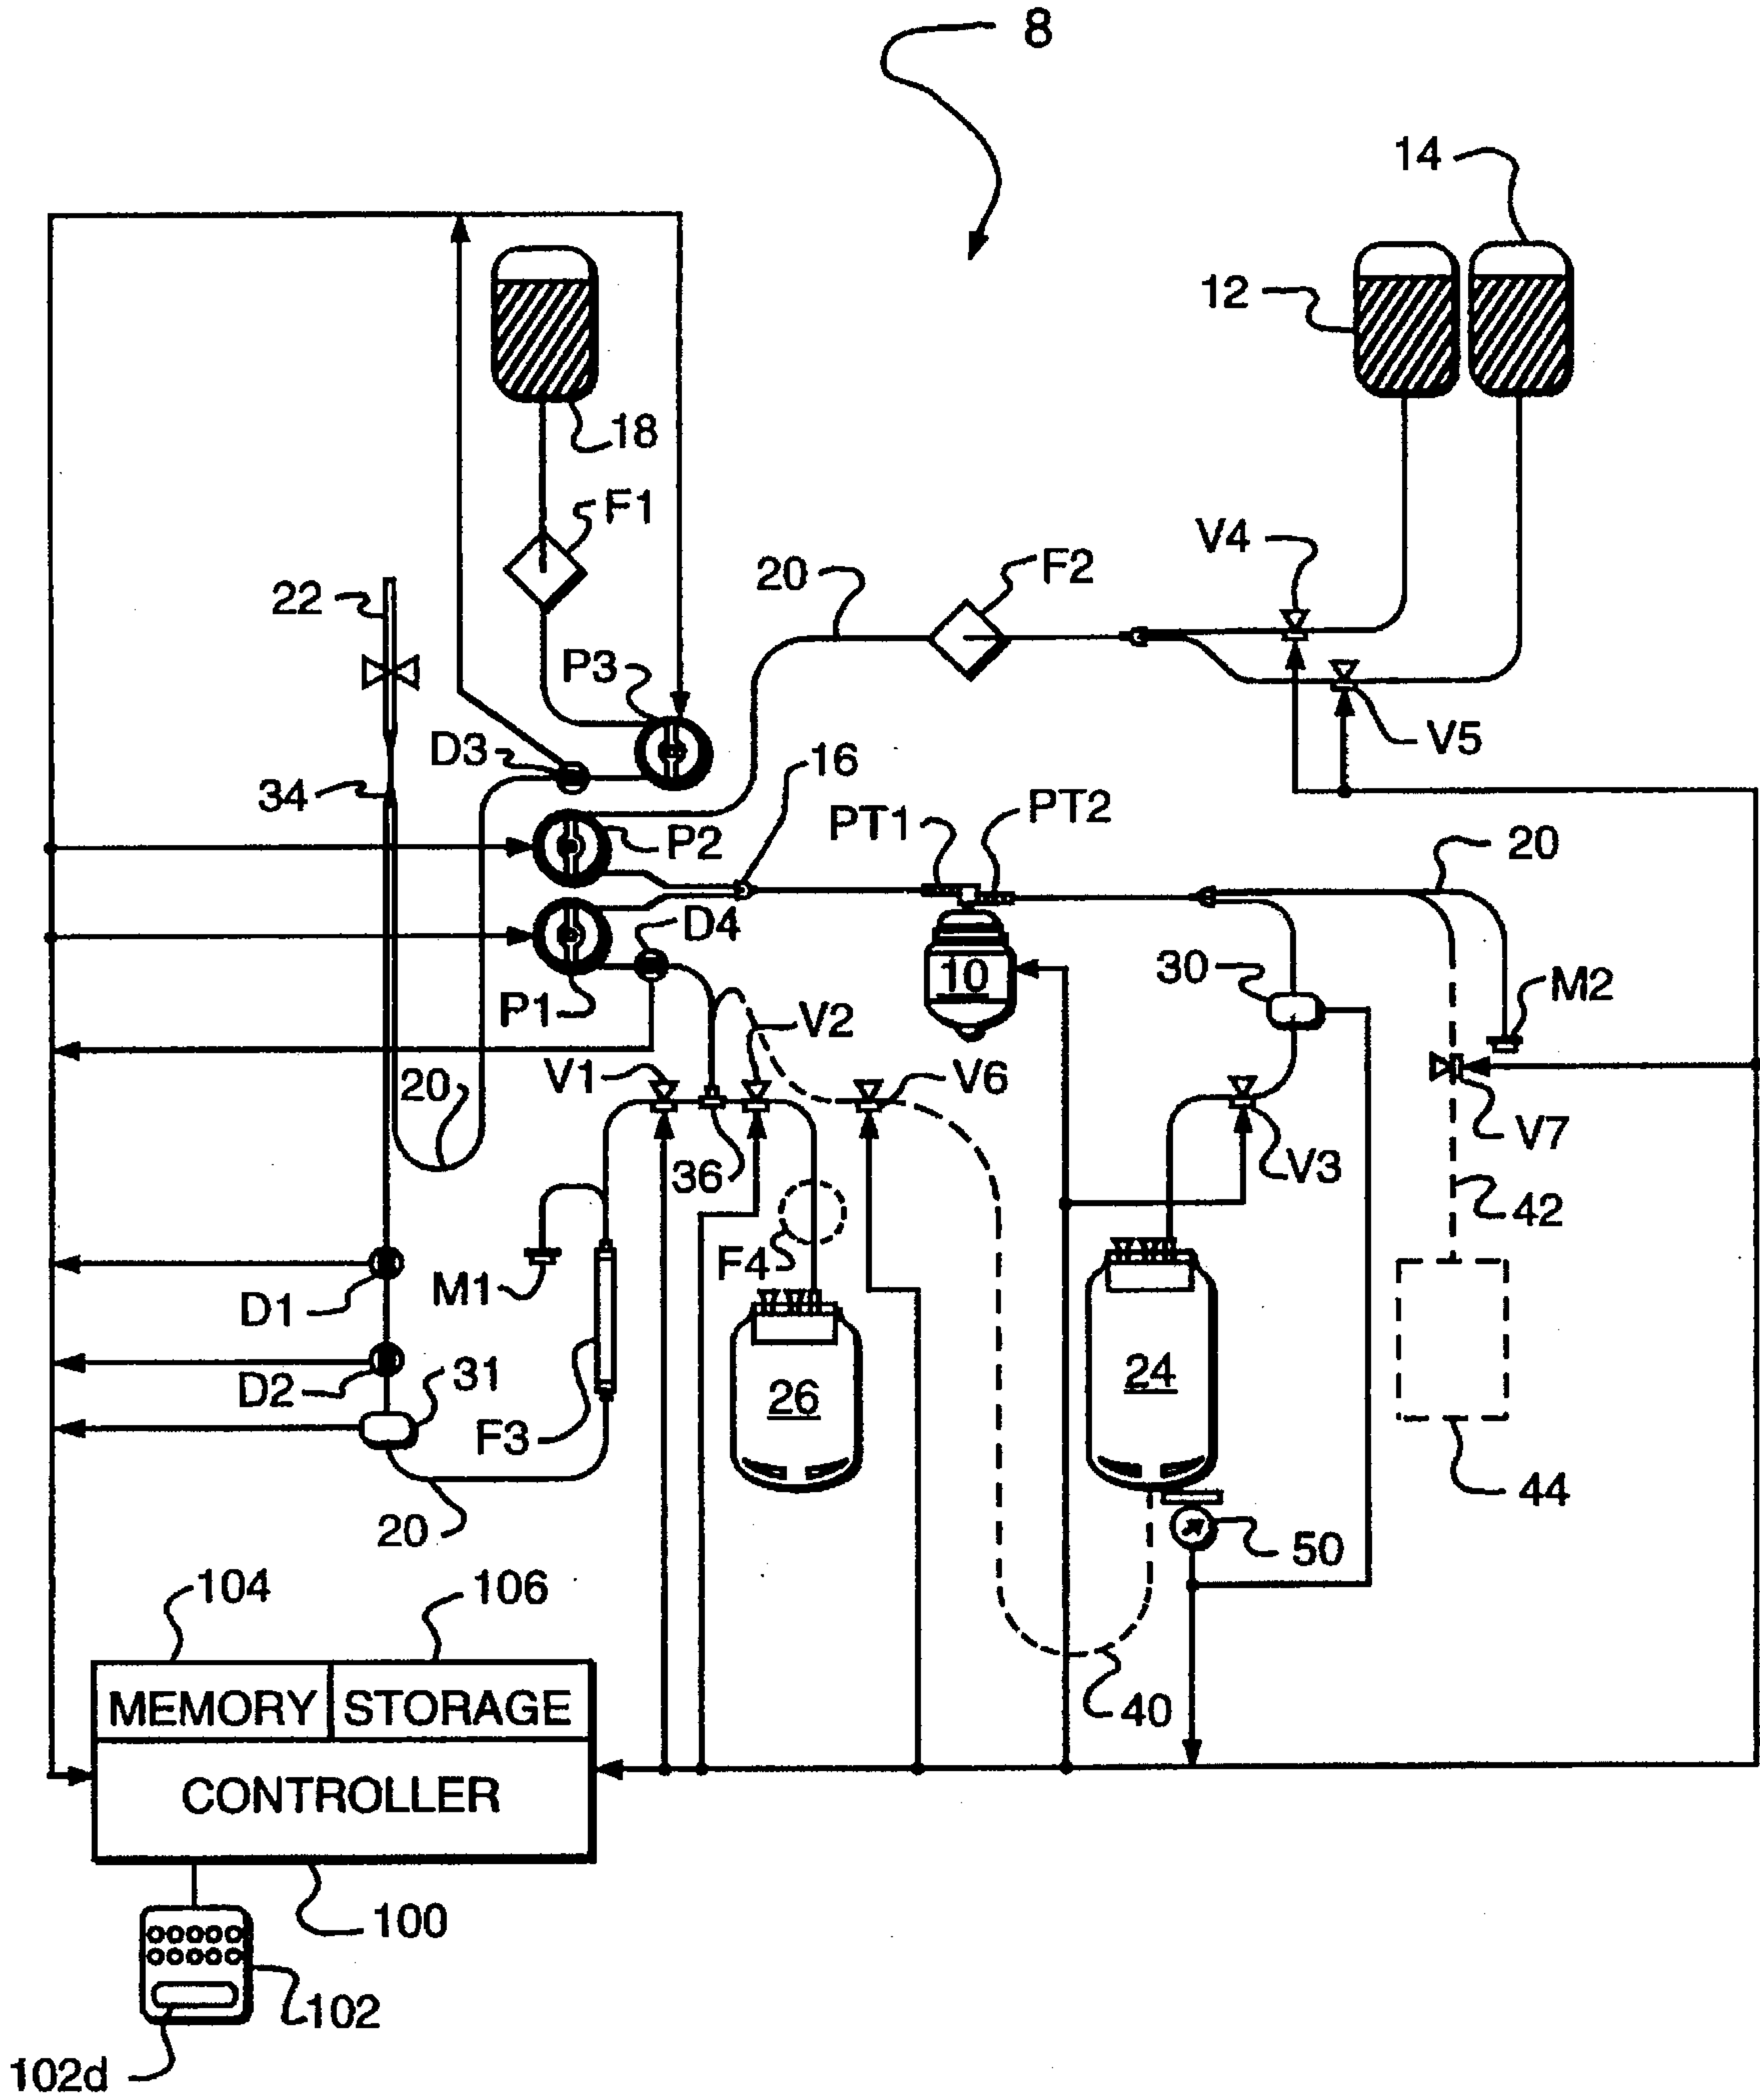 8
14
12
18
F1
V4
F2
20
22
P3
V5
D3
16
34
PT2
PT1
P2
20
D4
30
10
M2
P1
V2
V1
V6
20
V7
36
V3
42
F4
M1
D1
31
24
D2
26
F3
44
20
50
104
106
MEMORY
STORAGE
40
CONTROLLER
100
102
102d